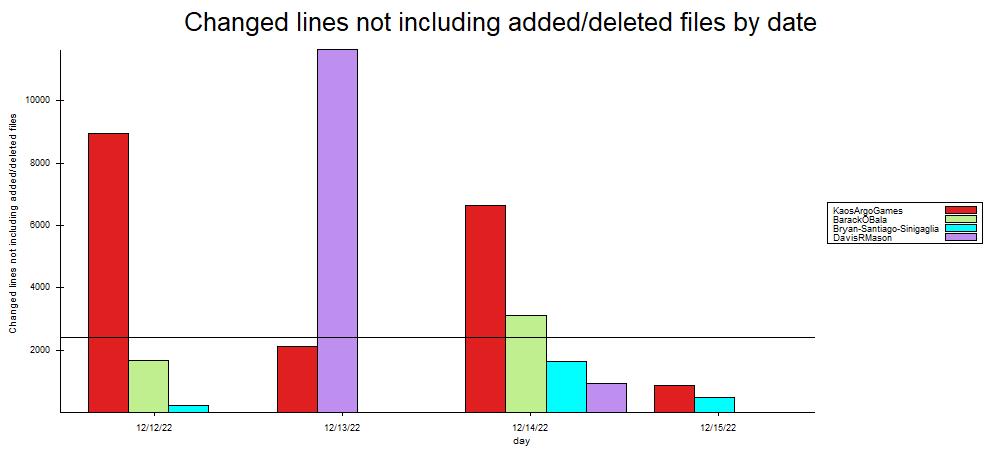 Changed lines not including added/deleted files by date
Changed lines not including added/deleted files
10000
8000
6000
4000
2000
12/12/22
12/13/22
12/14/22
12/15/22
day
KaosArgoGames
BarackOBala
Bryan-Santiago-Sinigaglia
DavisRMason